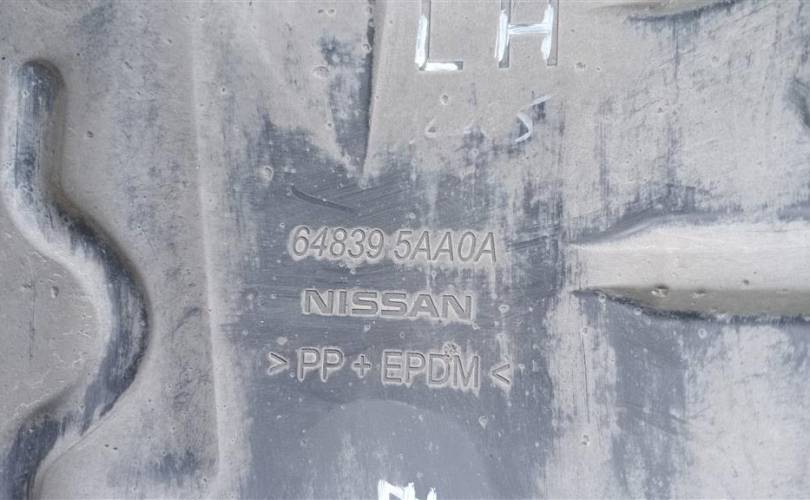 LH
64839 5AA0A
NISSAN
> PP + EPDM <